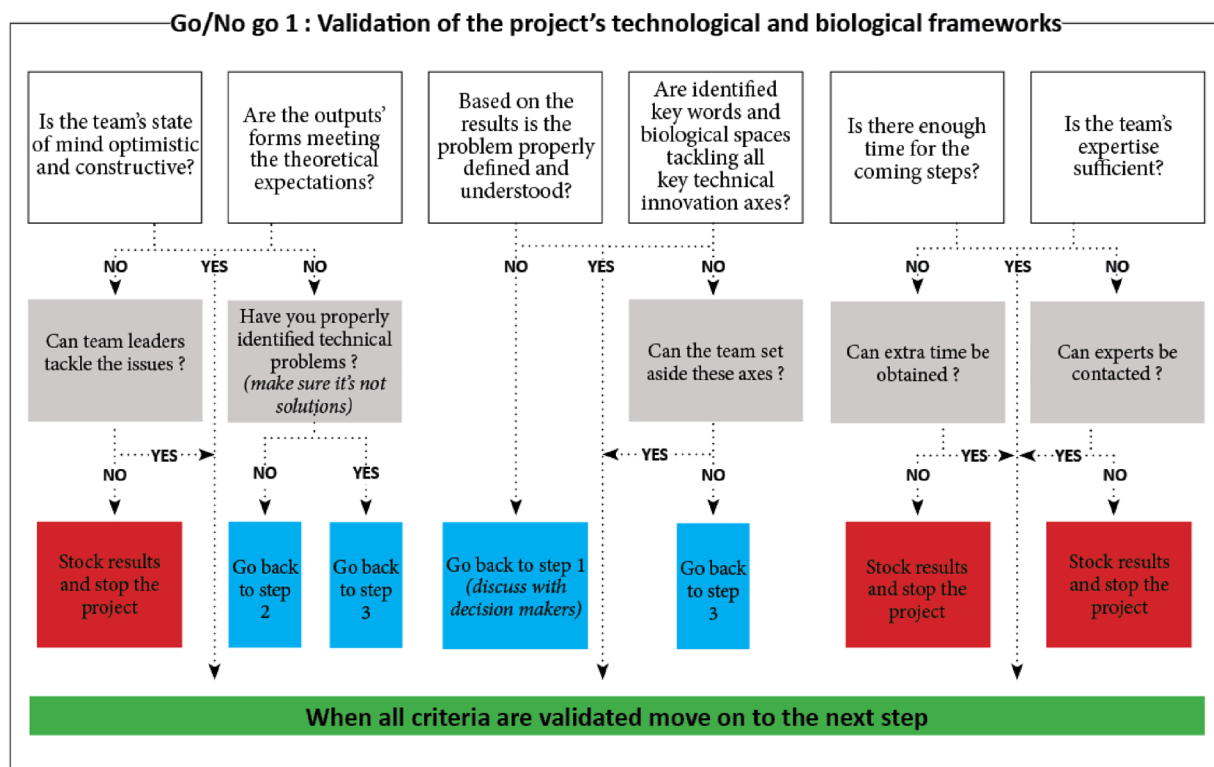 Go/No go 1 : Validation of the project's technological and biological frameworks
Is the team's state
of mind optimistic
and constructive?
Are the outputs'
forms meeting
the theoretical
expectations?
Based on the
results is the
problem properly
defined and
understood?
Are identified
key words and
biological spaces
tackling all
key technical
innovation axes?
Is there enough
time for the
coming steps?
Is the team's
expertise
sufficient?
NO
YES
NO
NO
YES
NO
NO
YES
NO
Can team leaders
tackle the issues ?
Have you properly
identified technical
problems ?
(make sure it's not
solutions)
Can the team set
aside these axes ?
Can extra time be
obtained ?
Can experts be
contacted ?
YES
NO
NO
YES
YES
NO
YES
NO
YES
NO
Stock results
and stop the
project
Go back
to step
2
Go back
to step
3
Go back to step 1
(discuss with
decision makers)
Go back
to step
3
Stock results
and stop the
project
Stock results
and stop the
project
When all criteria are validated move on to the next step